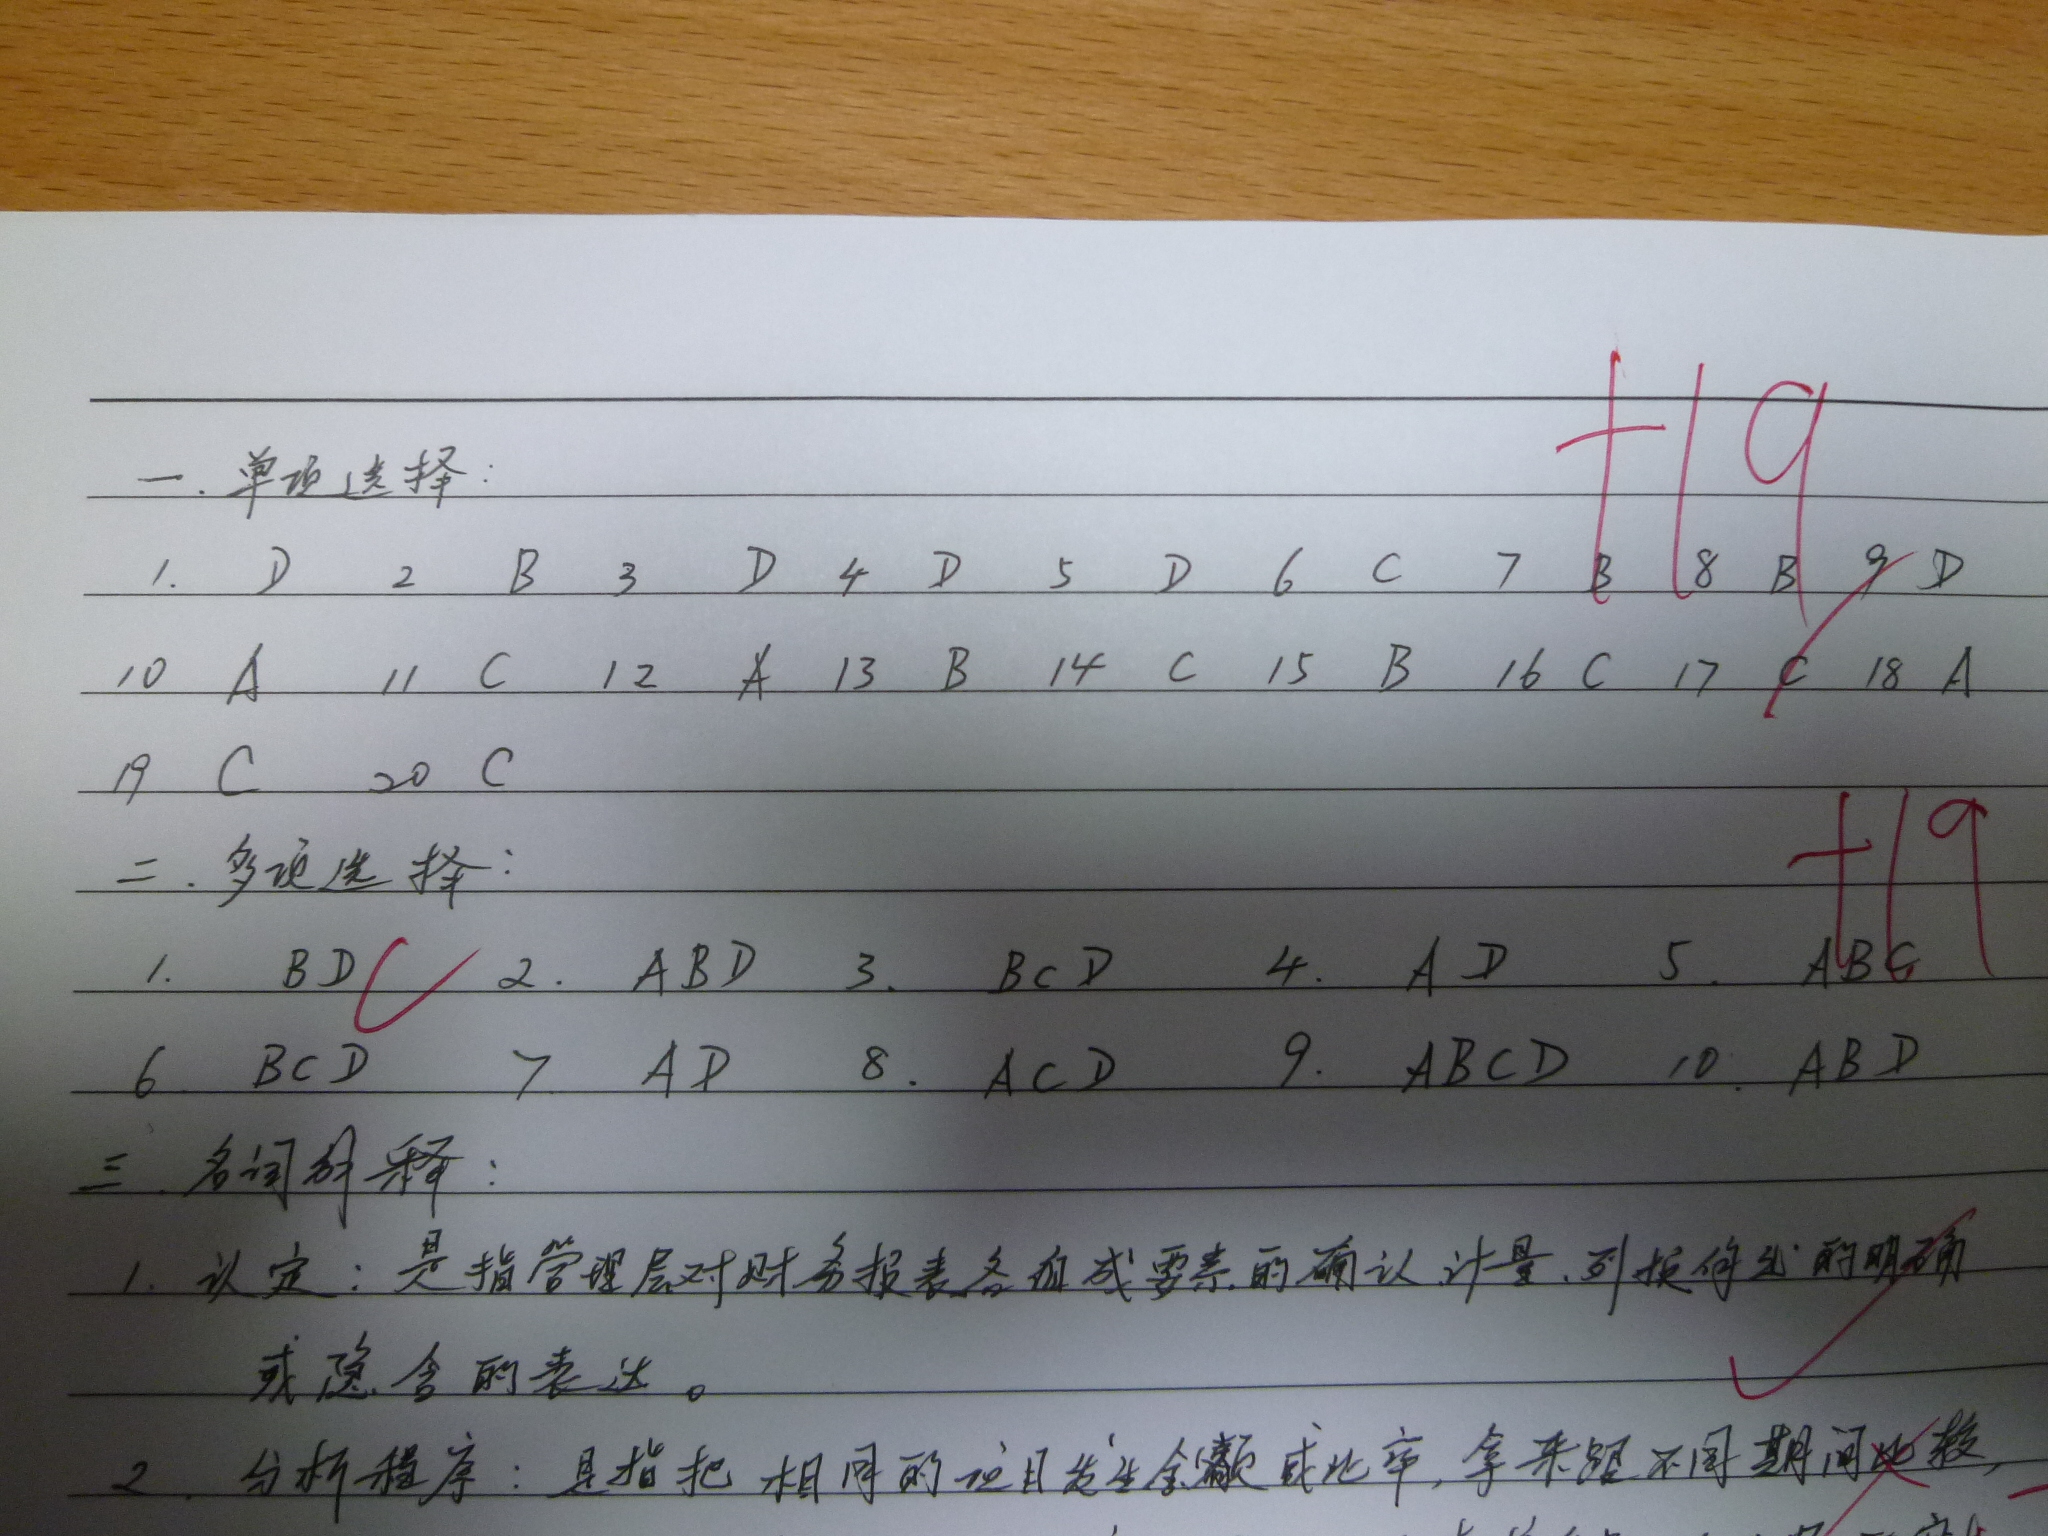 一.单项选择:
1. D 2. B 3 D 4 D 5 D 6 C 7 B 8 B 9 D
+19
10 A 11 C 12 A 13 B 14 C 15 B 16 C 17 C 18 A
19 C 20 C
二.多项选择:
+19
1. BD 2. ABD 3. BCD 4. AD 5. ABC
6 BCD 7 AD 8. ACD 9. ABCD 10. ABD
三.名词解释:
1. 认定:是指管理层对财务报表各组成要素的确认、计量、列报作出的明确
或隐含的表达。
2. 分析程序:是指把相同的项目发生金额或比率,拿来跟不同期间比较,